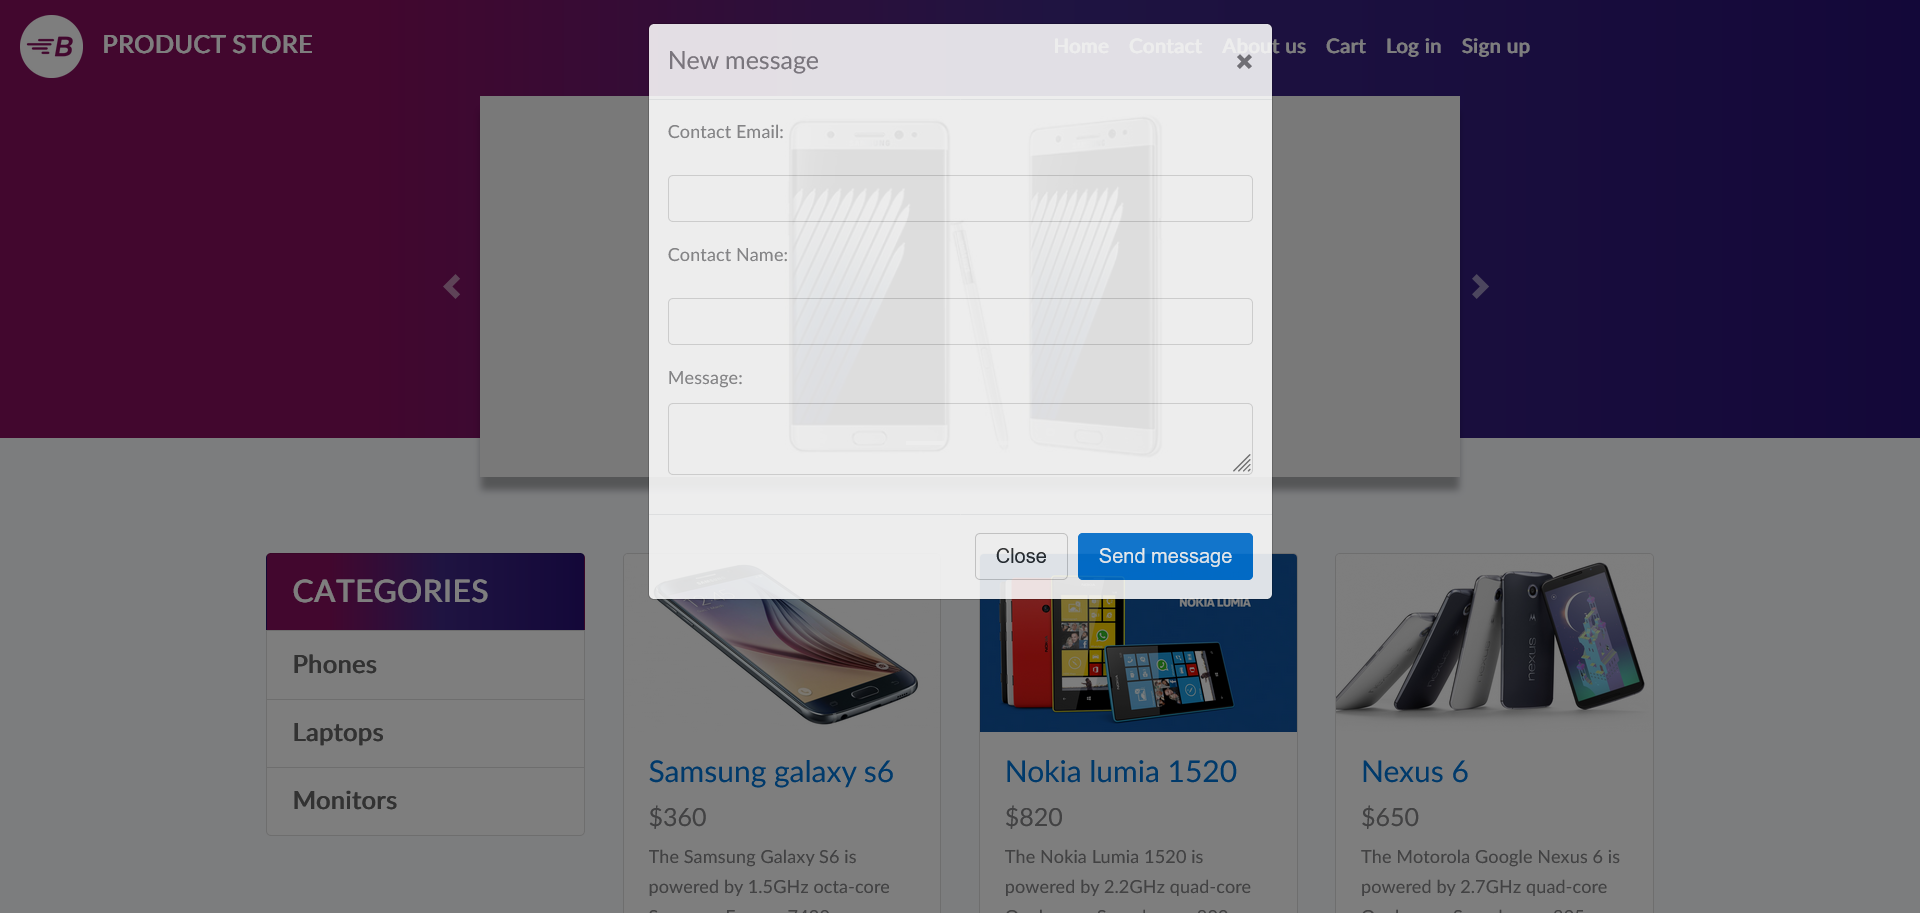 PRODUCT STORE
Home Contact About us Cart Log in Sign up
New message
Contact Email:
Contact Name:
Message:
Close Send message
CATEGORIES
Phones
Laptops
Monitors
NOKIA LUMIA
nexus
Samsung galaxy s6
$360
The Samsung Galaxy S6 is
powered by 1.5GHz octa-core
Nokia lumia 1520
$820
The Nokia Lumia 1520 is
powered by 2.2GHz quad-core
Nexus 6
$650
The Motorola Google Nexus 6 is
powered by 2.7GHz quad-core